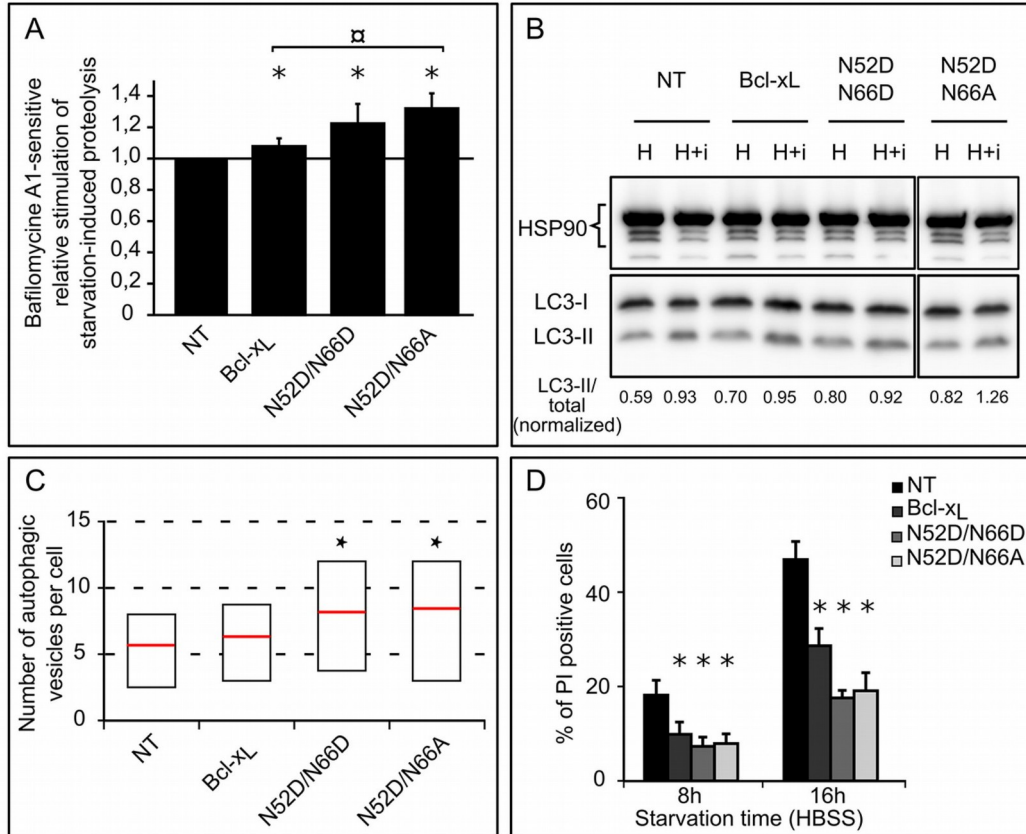 A
Bafilomycine A1-sensitive
relative stimulation of
starvation-induced proteolysis
1,4
1,2
1,0
0,8
0,6
0,4
0,2
0
¤
* * *
NT
Bcl-xL
N52D/N66D
N52D/N66A
B
NT Bcl-xL N52D N66D N52D N66A
H H+i H H+i H H+i H H+i
HSP90
LC3-I
LC3-II
LC3-II/
total
(normalized)
0.59 0.93 0.70 0.95 0.80 0.92 0.82 1.26
C
Number of autophagic
vesicles per cell
15
10
5
0
★ ★
NT
Bcl-xL
N52D/N66D
N52D/N66A
D
% of PI positive cells
60
40
20
0
NT
Bcl-xL
N52D/N66D
N52D/N66A
* * *
* * *
8h 16h
Starvation time (HBSS)